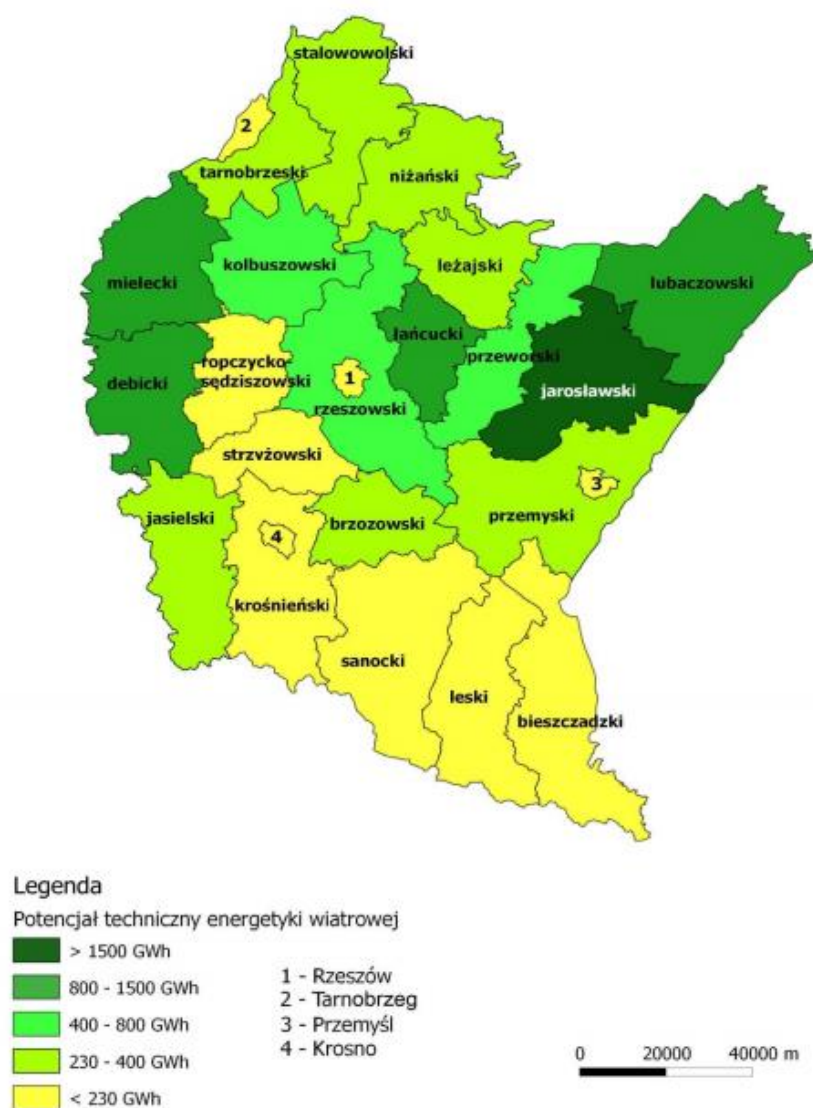 stalowowolski
2
tarnobrzeski
niżański
kolbuszowski
leżajski
mielecki
lubaczowski
łańcucki
przeworski
ropczycko-
sędziszowski
debicki
1
jarosławski
rzeszowski
strzyżowski
3
jasielski
brzozowski
przemyski
4
krośnieński
sanocki
leski
bieszczadzki
Legenda
Potencjał techniczny energetyki wiatrowej
> 1500 GWh
800 - 1500 GWh
400 - 800 GWh
230 - 400 GWh
< 230 GWh
1 - Rzeszów
2 - Tarnobrzeg
3 - Przemyśl
4 - Krosno
0 20000 40000 m